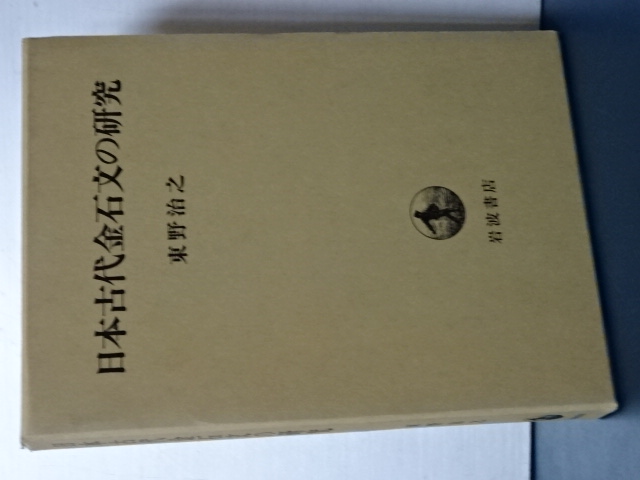 日本古代金石文の研究
東野治之
岩波書店